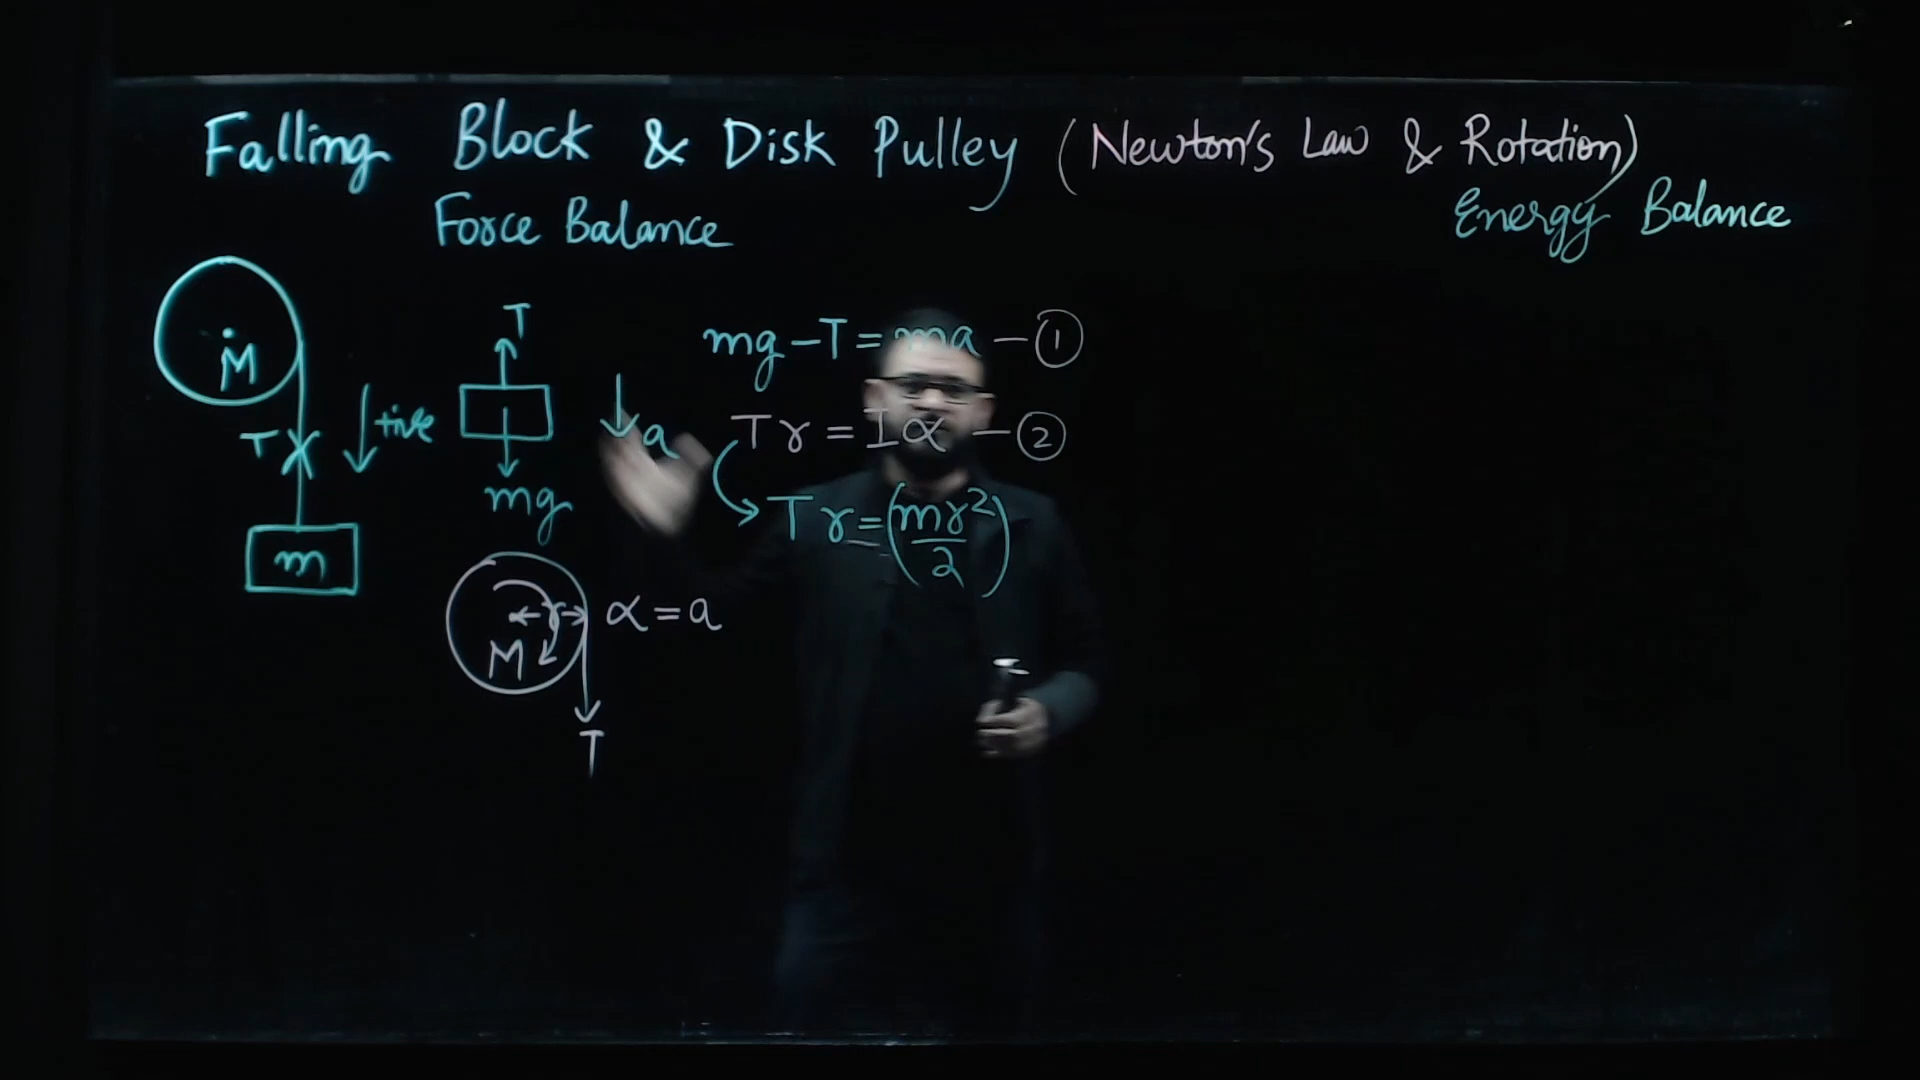 Falling Block & Disk Pulley (Newton's Law & Rotation)
Force Balance
Energy Balance
M
T
m
+ive
T
mg
a
mg - T = ma - ①
Tr = Iα - ②
Tr = (mr²/2)
r
M
α = a
T